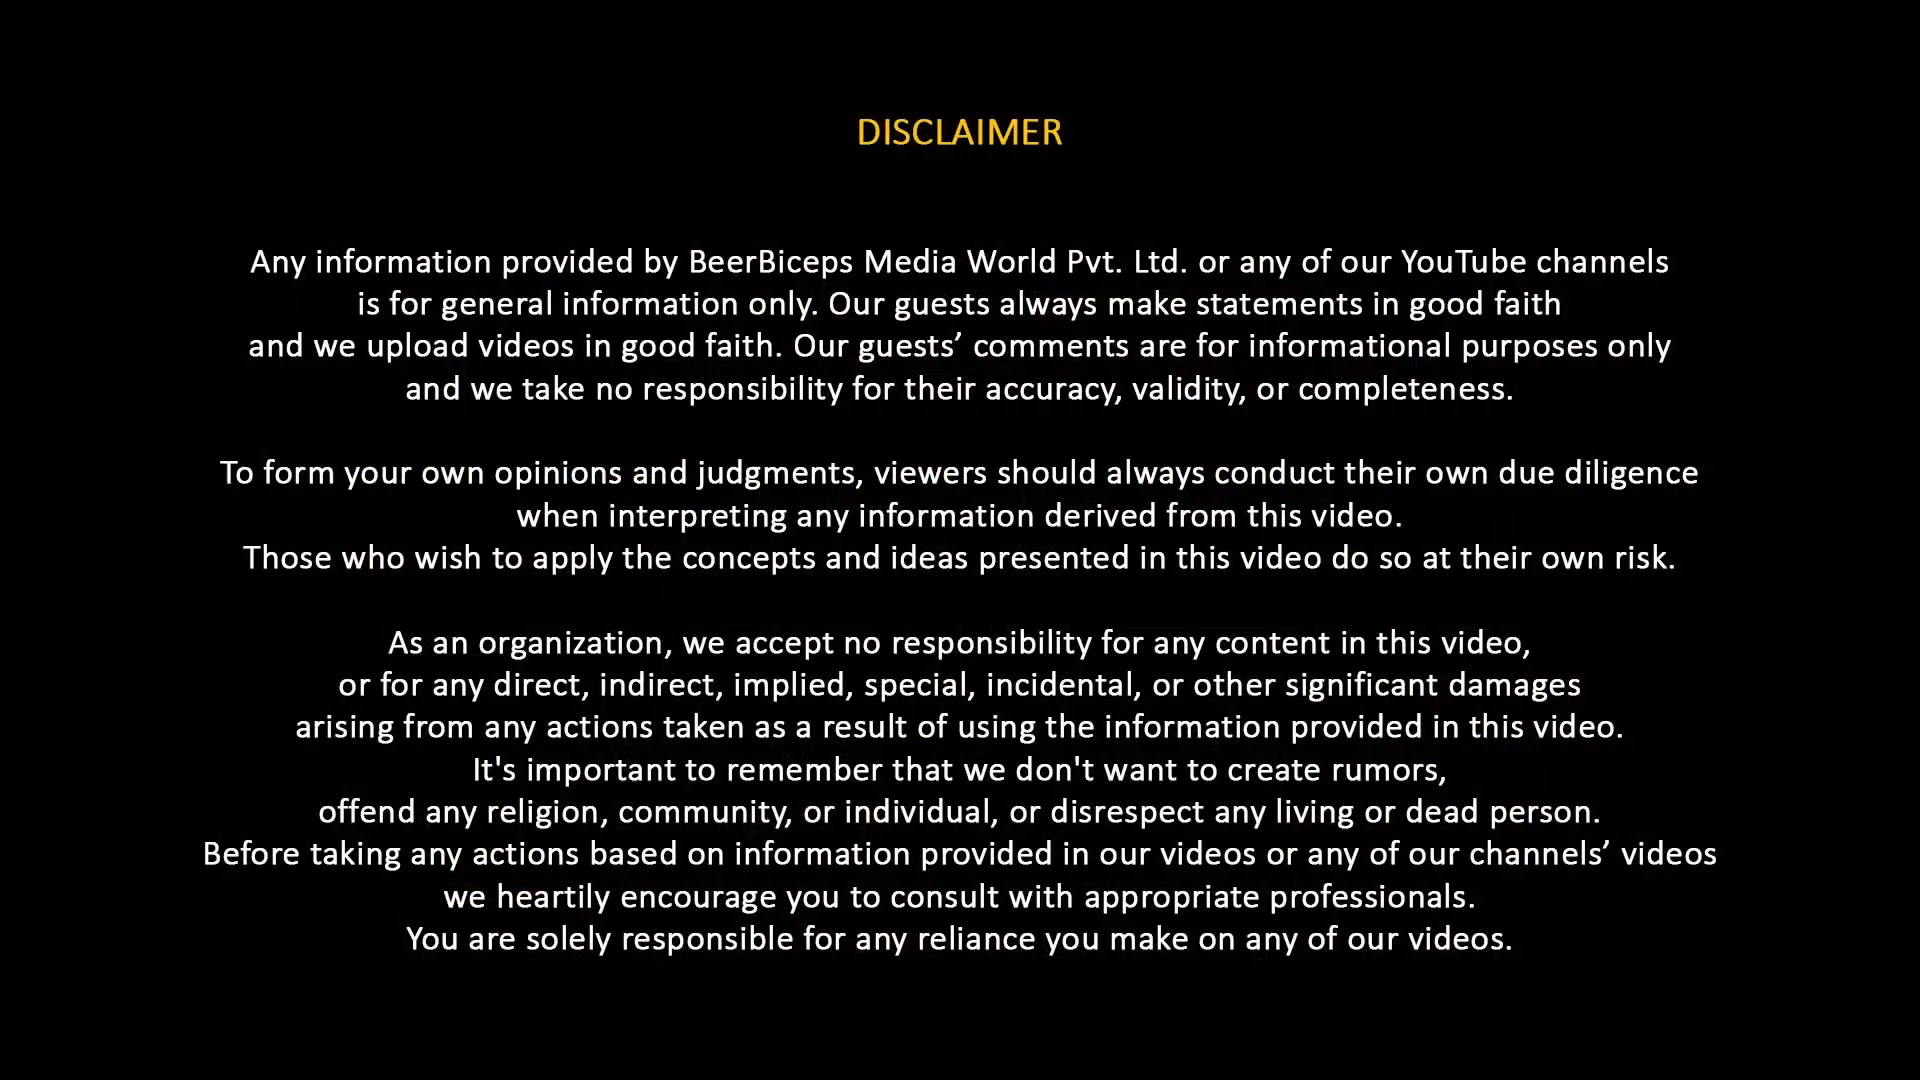 DISCLAIMER
Any information provided by BeerBiceps Media World Pvt. Ltd. or any of our YouTube channels
is for general information only. Our guests always make statements in good faith
and we upload videos in good faith. Our guests’ comments are for informational purposes only
and we take no responsibility for their accuracy, validity, or completeness.
To form your own opinions and judgments, viewers should always conduct their own due diligence
when interpreting any information derived from this video.
Those who wish to apply the concepts and ideas presented in this video do so at their own risk.
As an organization, we accept no responsibility for any content in this video,
or for any direct, indirect, implied, special, incidental, or other significant damages
arising from any actions taken as a result of using the information provided in this video.
It's important to remember that we don't want to create rumors,
offend any religion, community, or individual, or disrespect any living or dead person.
Before taking any actions based on information provided in our videos or any of our channels’ videos
we heartily encourage you to consult with appropriate professionals.
You are solely responsible for any reliance you make on any of our videos.